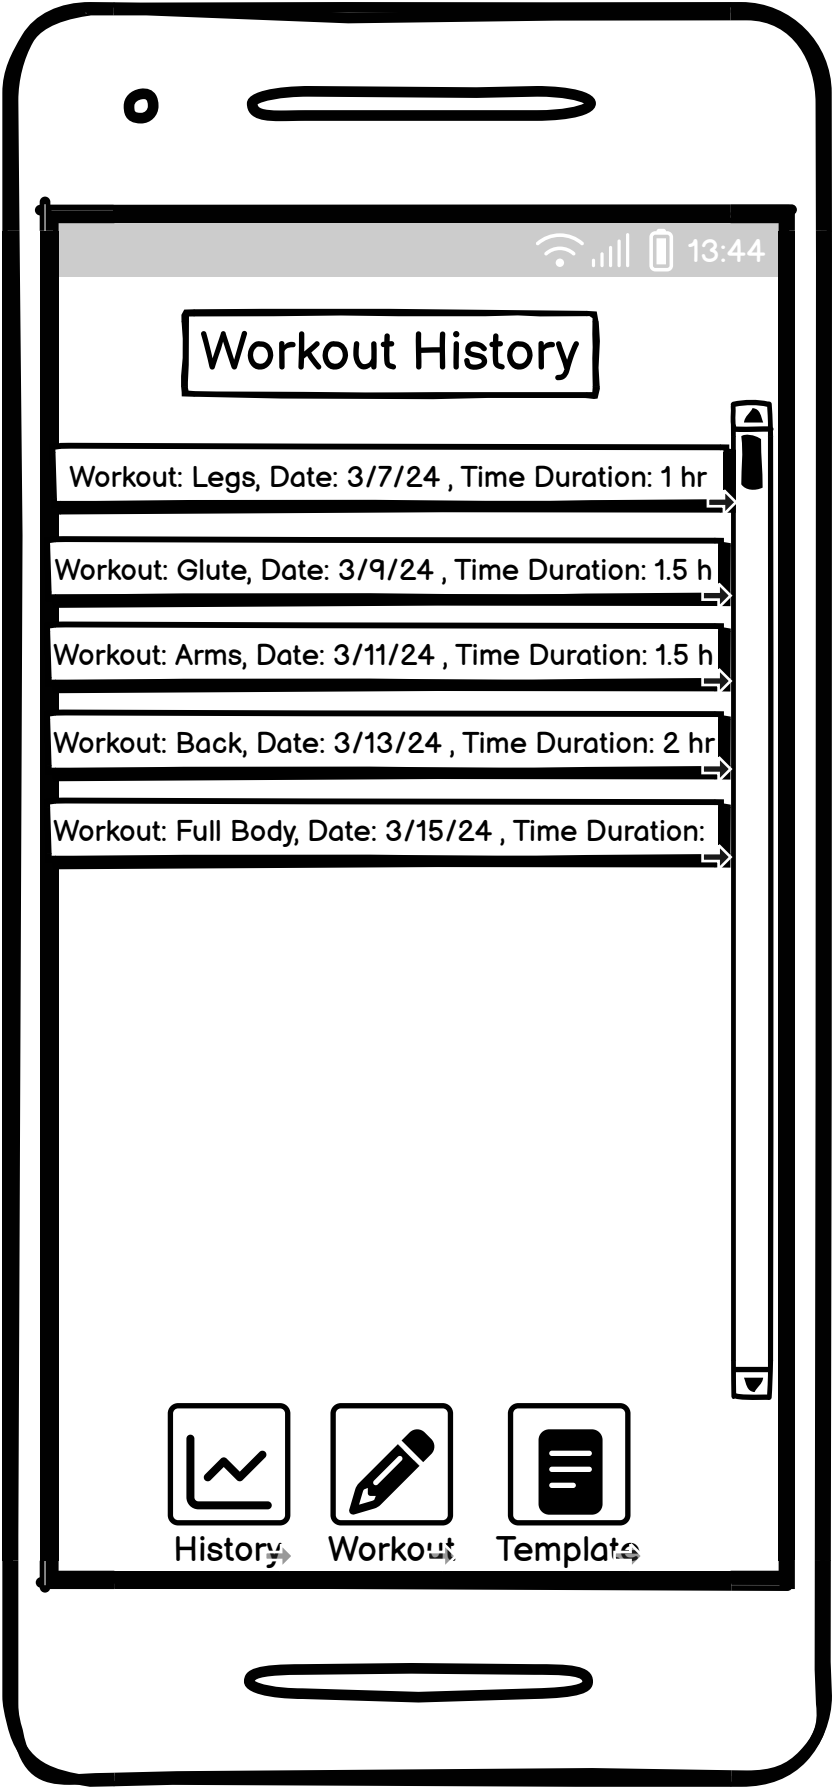 13:44
Workout History
Workout: Legs, Date: 3/7/24 , Time Duration: 1 hr
Workout: Glute, Date: 3/9/24 , Time Duration: 1.5 h
Workout: Arms, Date: 3/11/24 , Time Duration: 1.5 h
Workout: Back, Date: 3/13/24 , Time Duration: 2 hr
Workout: Full Body, Date: 3/15/24 , Time Duration:
History Workout Template